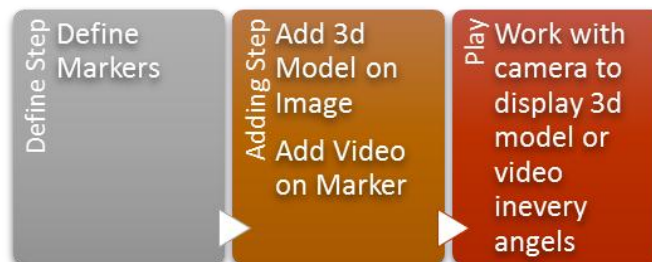 Define Step
Define
Markers
Adding Step
Add 3d
Model on
Image
Add Video
on Marker
Play
Work with
camera to
display 3d
model or
video
inevery
angels